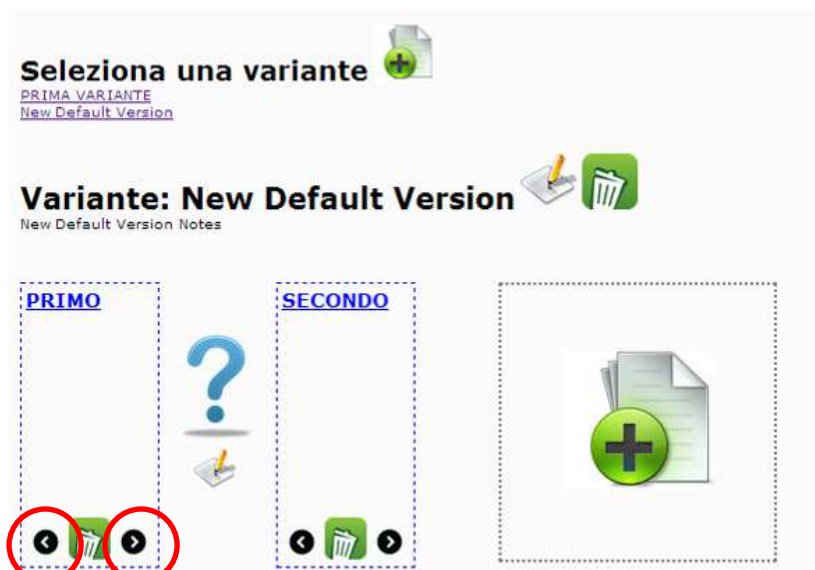 Seleziona una variante
PRIMA VARIANTE
New Default Version
Variante: New Default Version
New Default Version Notes
PRIMO
SECONDO